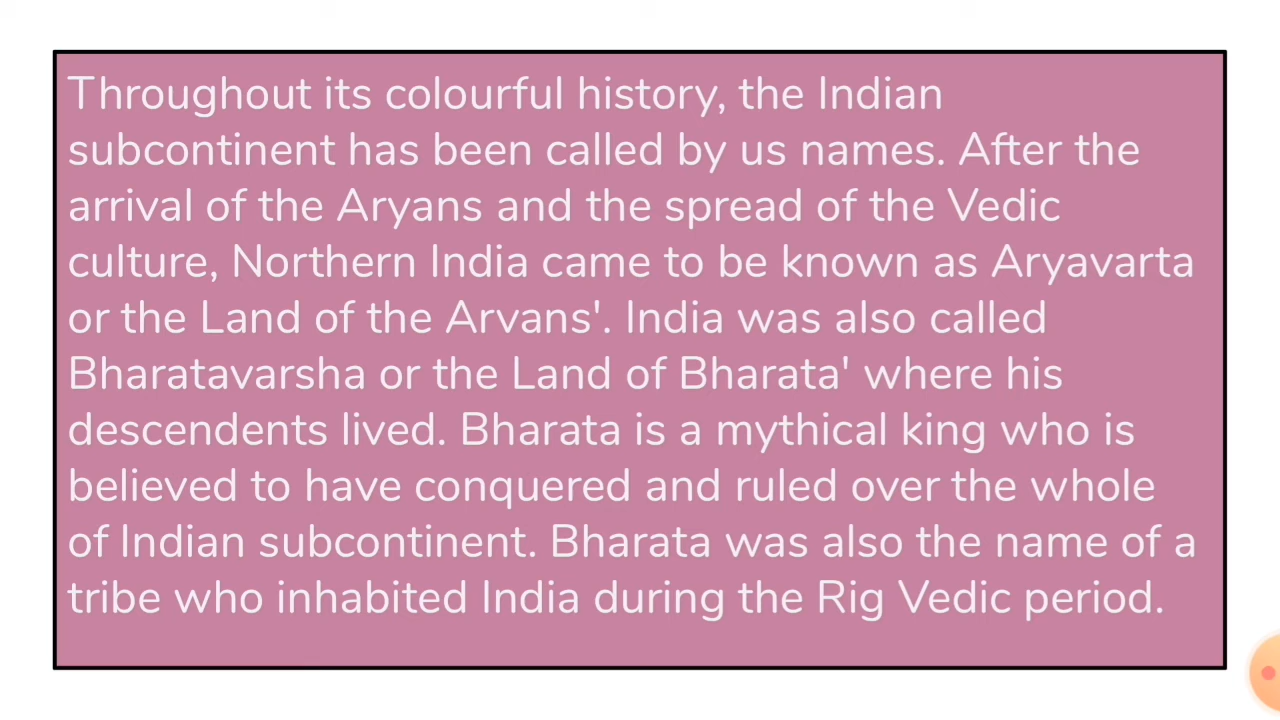 Throughout its colourful history, the Indian
subcontinent has been called by us names. After the
arrival of the Aryans and the spread of the Vedic
culture, Northern India came to be known as Aryavarta
or the Land of the Arvans'. India was also called
Bharatavarsha or the Land of Bharata' where his
descendents lived. Bharata is a mythical king who is
believed to have conquered and ruled over the whole
of Indian subcontinent. Bharata was also the name of a
tribe who inhabited India during the Rig Vedic period.